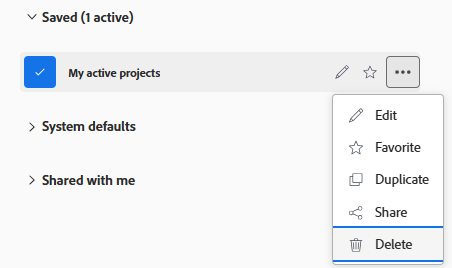 Saved (1 active)
My active projects
Edit
Favorite
System defaults
Duplicate
Shared with me
Share
Delete